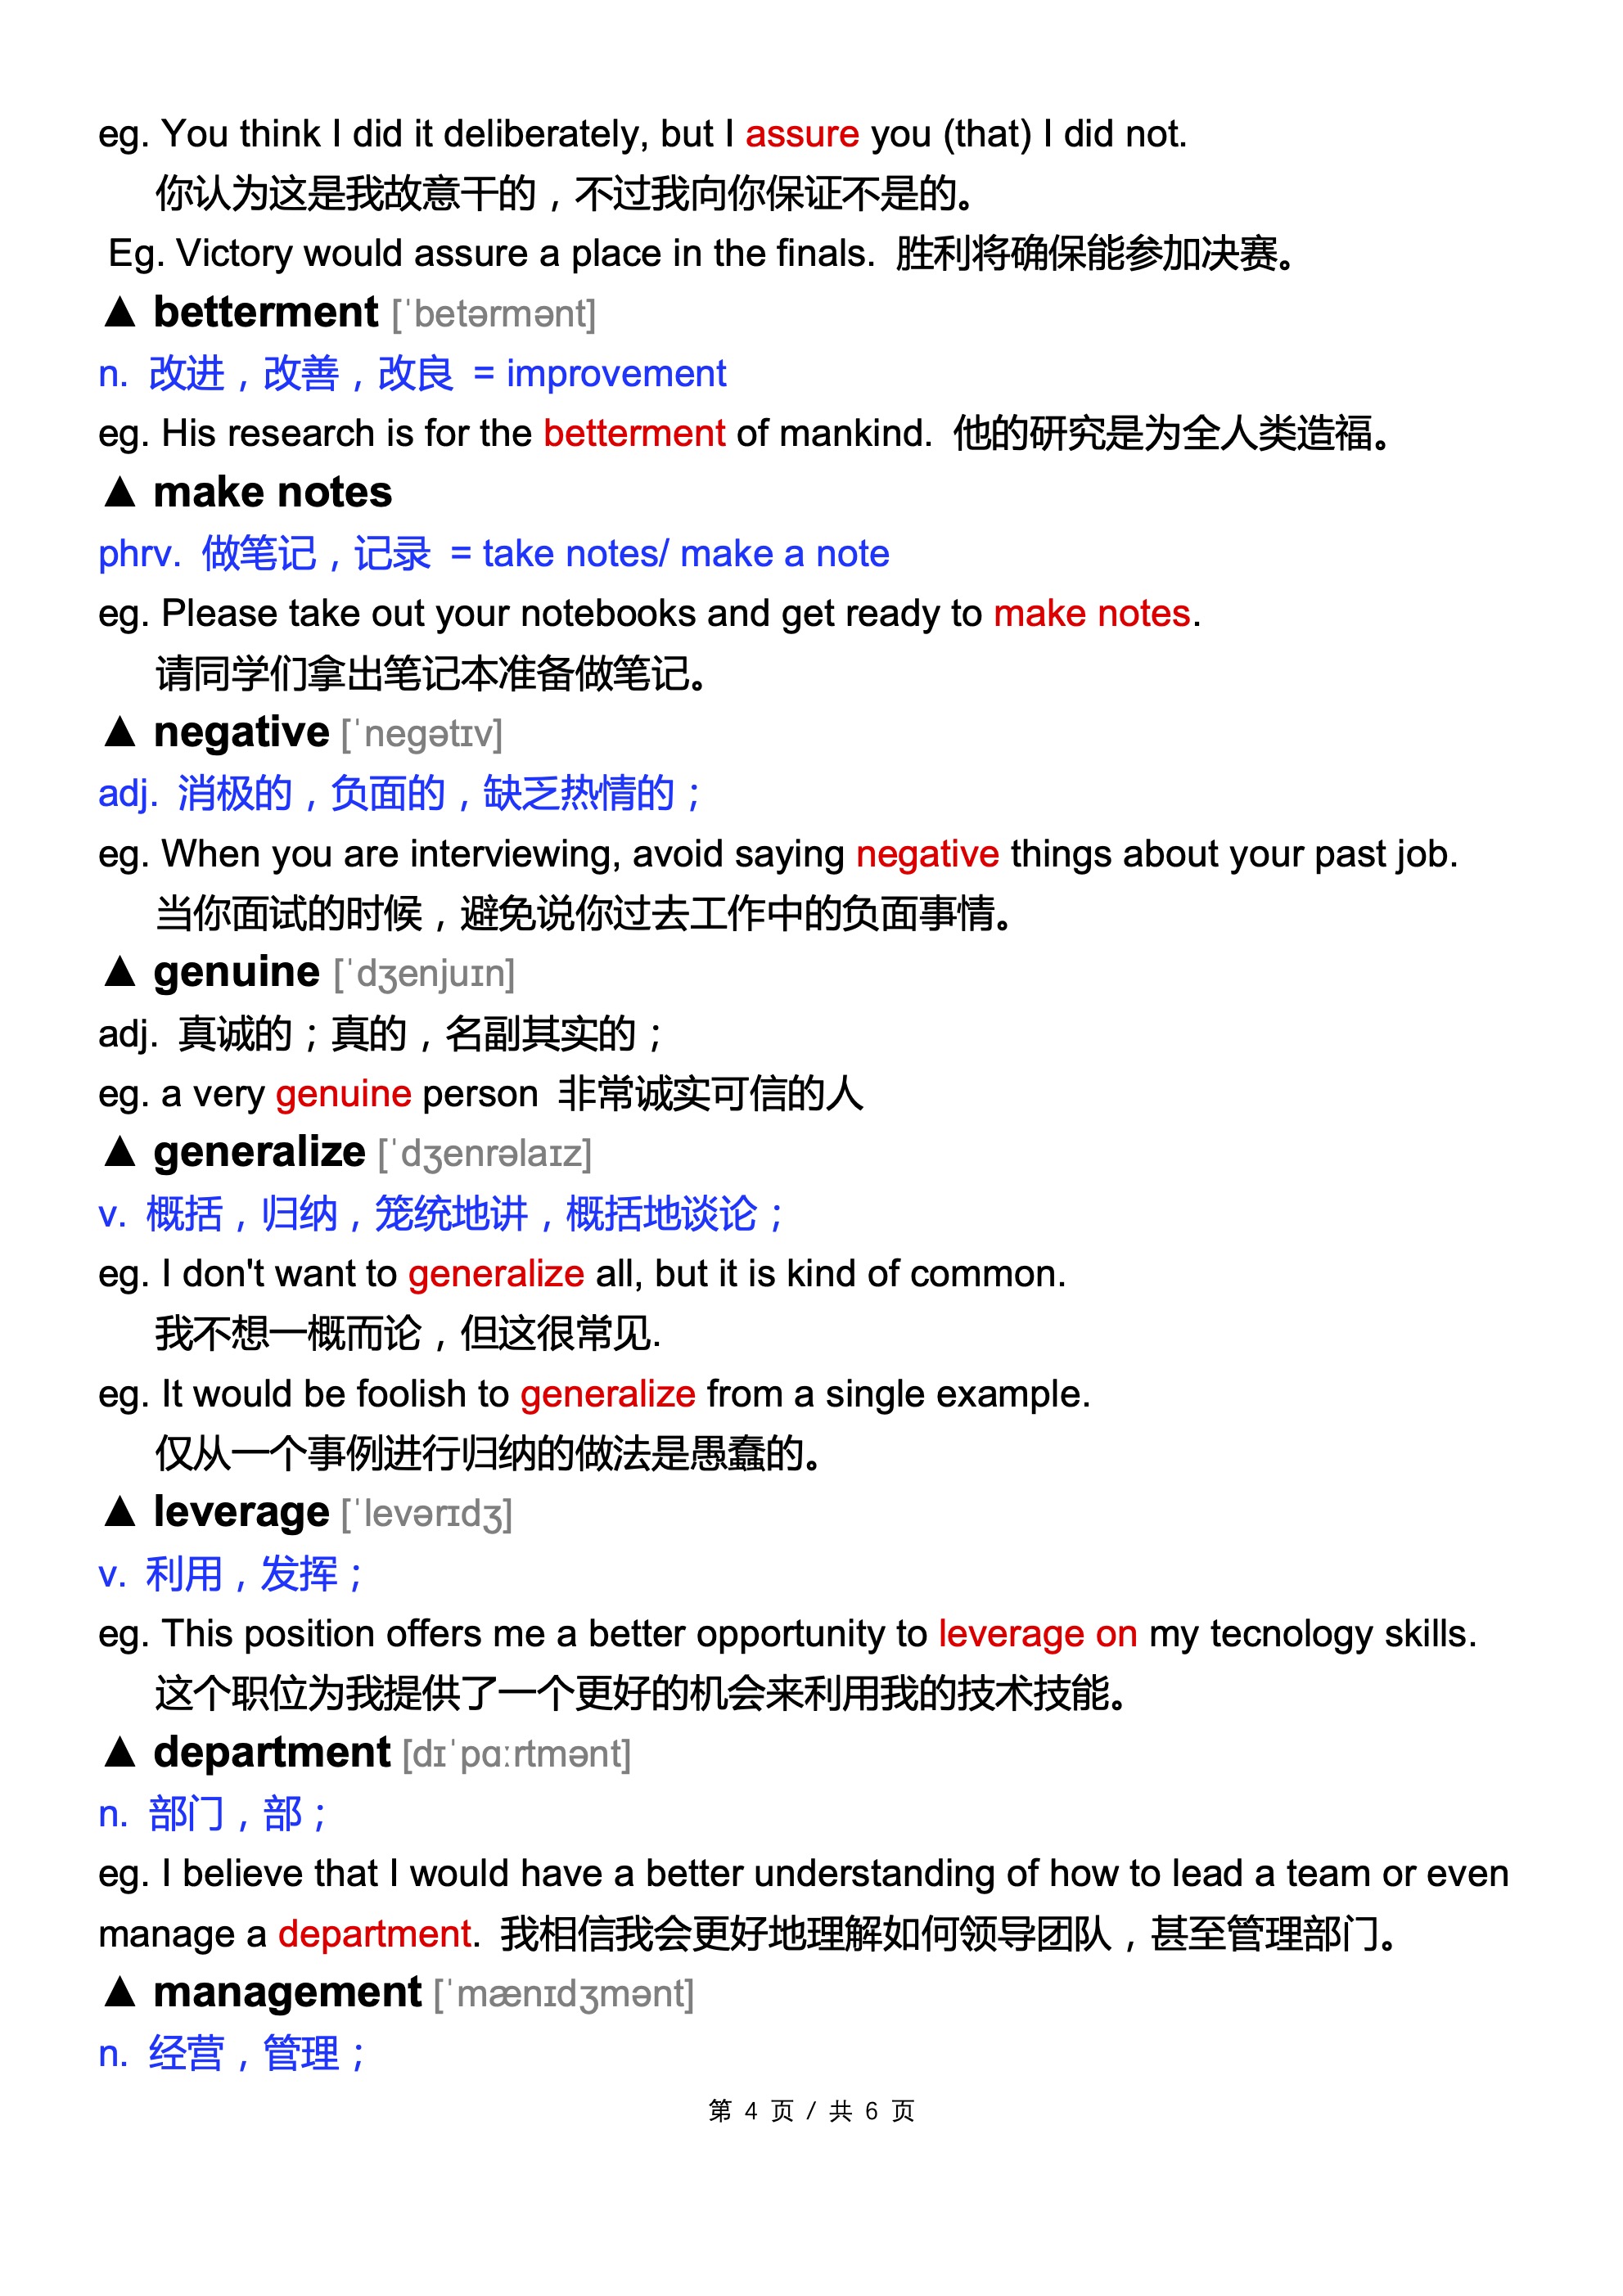 eg. You think I did it deliberately, but I assure you (that) I did not.
你认为这是我故意干的，不过我向你保证不是的。
Eg. Victory would assure a place in the finals. 胜利将确保能参加决赛。
▲ betterment [ˈbetərmənt]
n. 改进，改善，改良 = improvement
eg. His research is for the betterment of mankind. 他的研究是为全人类造福。
▲ make notes
phrv. 做笔记，记录 = take notes/ make a note
eg. Please take out your notebooks and get ready to make notes.
请同学们拿出笔记本准备做笔记。
▲ negative [ˈnegətɪv]
adj. 消极的，负面的，缺乏热情的；
eg. When you are interviewing, avoid saying negative things about your past job.
当你面试的时候，避免说你过去工作中的负面事情。
▲ genuine [ˈdʒenjuɪn]
adj. 真诚的；真的，名副其实的；
eg. a very genuine person 非常诚实可信的人
▲ generalize [ˈdʒenrəlaɪz]
v. 概括，归纳，笼统地讲，概括地谈论；
eg. I don't want to generalize all, but it is kind of common.
我不想一概而论，但这很常见.
eg. It would be foolish to generalize from a single example.
仅从一个事例进行归纳的做法是愚蠢的。
▲ leverage [ˈlevərɪdʒ]
v. 利用，发挥；
eg. This position offers me a better opportunity to leverage on my tecnology skills.
这个职位为我提供了一个更好的机会来利用我的技术技能。
▲ department [dɪˈpɑːrtmənt]
n. 部门，部；
eg. I believe that I would have a better understanding of how to lead a team or even
manage a department. 我相信我会更好地理解如何领导团队，甚至管理部门。
▲ management [ˈmænɪdʒmənt]
n. 经营，管理；
第 4 页 / 共 6 页